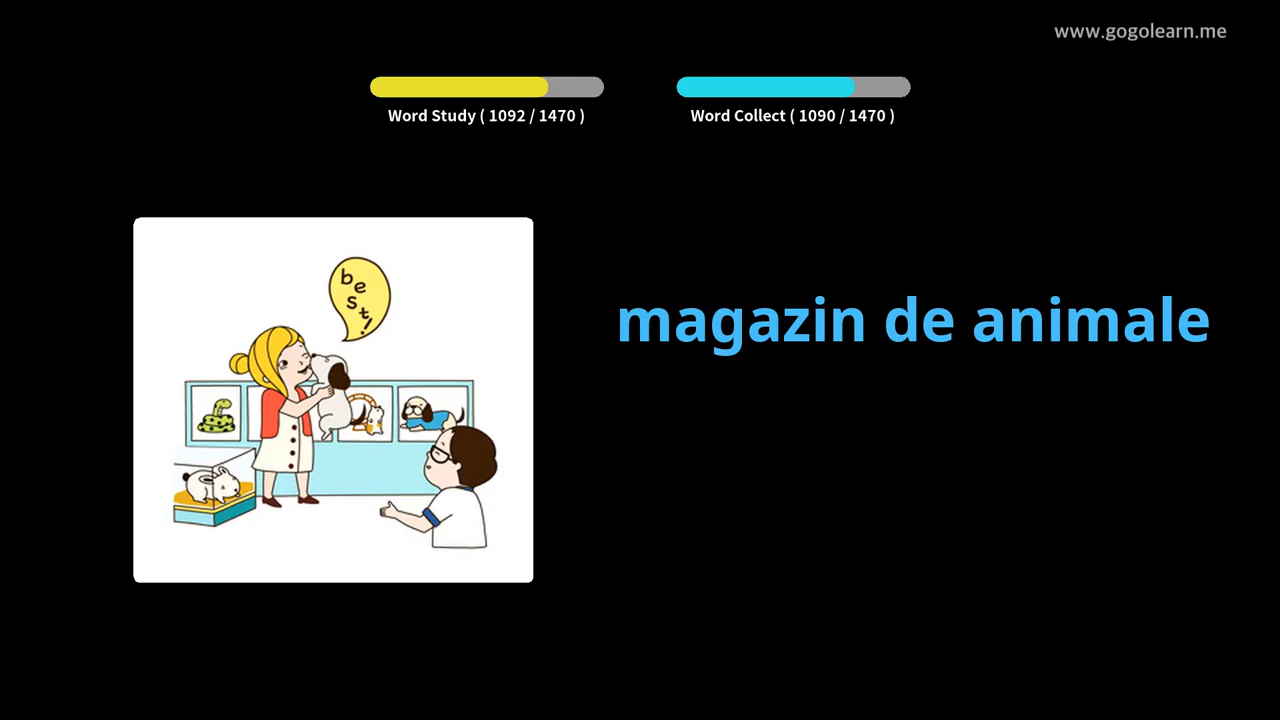 www.gogolearn.me
Word Study ( 1092 / 1470 )
Word Collect ( 1090 / 1470 )
best!
magazin de animale